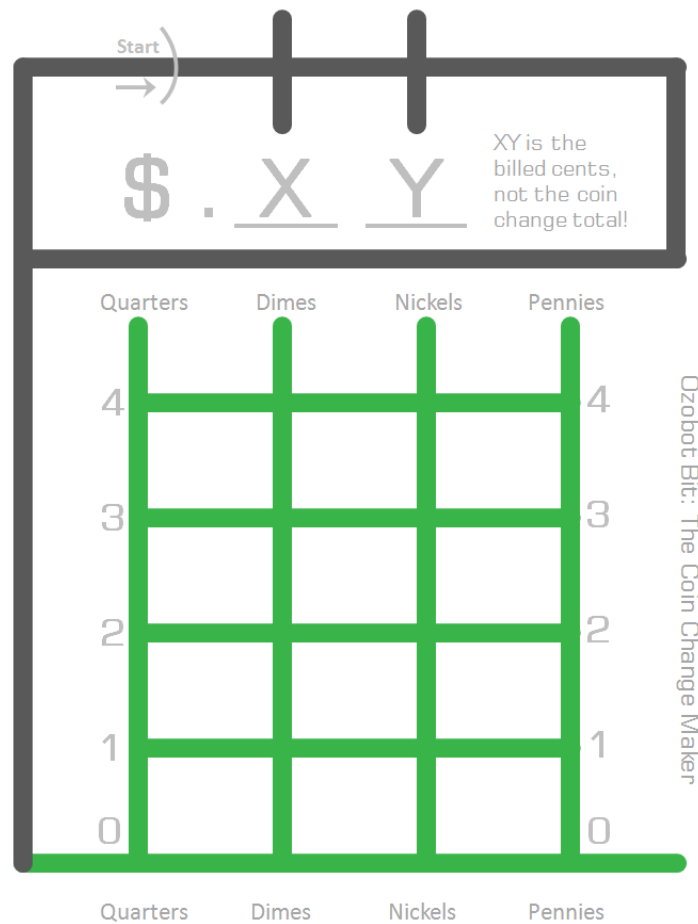 Start
$ . X Y
XY is the
billed cents,
not the coin
change total!
Quarters Dimes Nickels Pennies
4 4
3 3
2 2
1 1
0 0
Quarters Dimes Nickels Pennies
Ozobot Bit: The Coin Change Maker